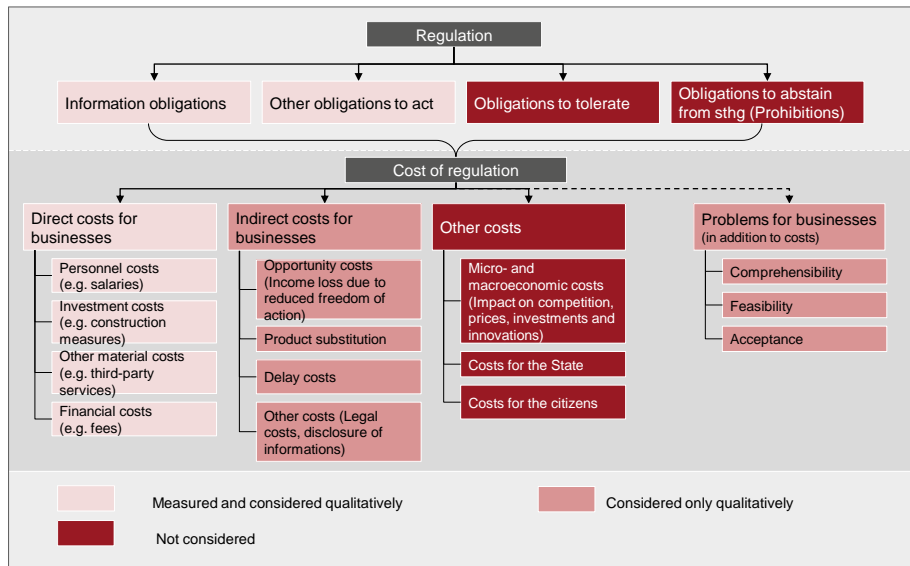 Regulation
Information obligations
Other obligations to act
Obligations to tolerate
Obligations to abstain
from sthg (Prohibitions)
Cost of regulation
Direct costs for
businesses
Personnel costs
(e.g. salaries)
Investment costs
(e.g. construction
measures)
Other material costs
(e.g. third-party
services)
Financial costs
(e.g. fees)
Indirect costs for
businesses
Opportunity costs
(Income loss due to
reduced freedom of
action)
Product substitution
Delay costs
Other costs (Legal
costs, disclosure of
informations)
Other costs
Micro- and
macroeconomic costs
(Impact on competition,
prices, investments and
innovations)
Costs for the State
Costs for the citizens
Problems for businesses
(in addition to costs)
Comprehensibility
Feasibility
Acceptance
Measured and considered qualitatively
Considered only qualitatively
Not considered